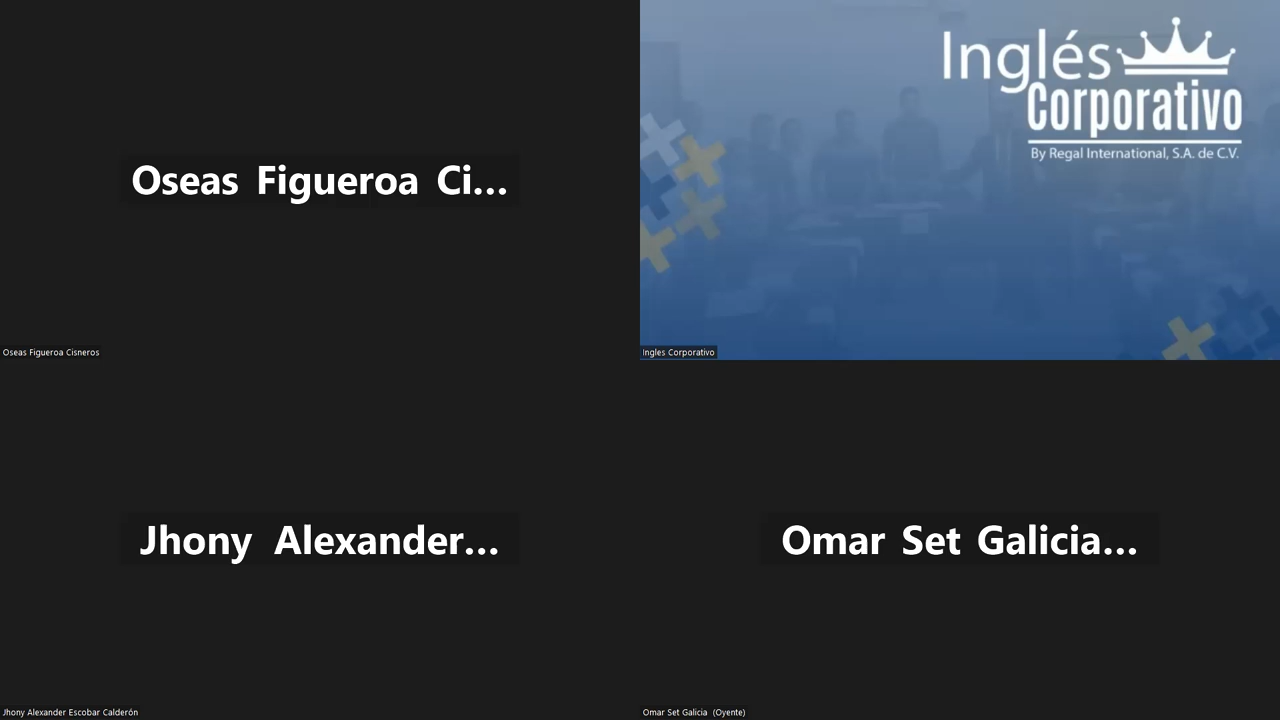 Oseas Figueroa Ci...
Oseas Figueroa Cisneros
Inglés
Corporativo
By Regal International, S.A. de C.V.
Ingles Corporativo
Jhony Alexander...
Jhony Alexander Escobar Calderón
Omar Set Galicia...
Omar Set Galicia (Oyente)